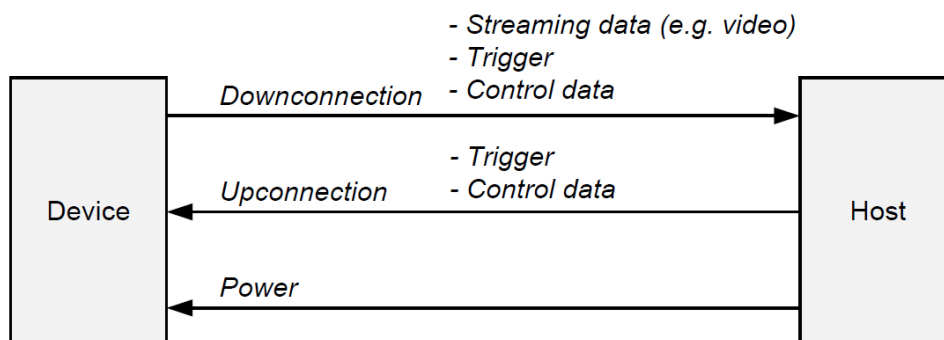 - Streaming data (e.g. video)
- Trigger
- Control data
Downconnection
- Trigger
- Control data
Upconnection
Device
Host
Power